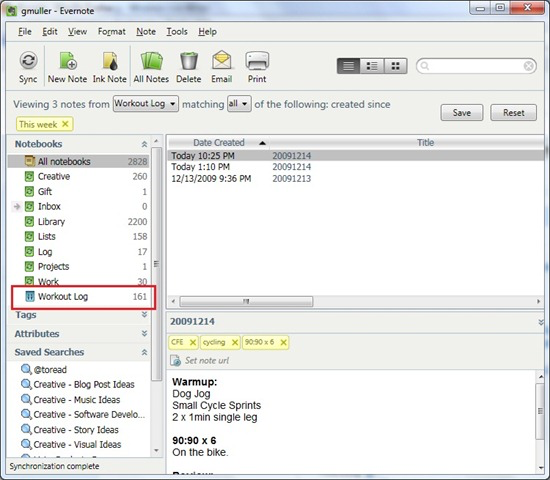 gmuller - Evernote
File Edit View Format Note Tools Help
Sync New Note Ink Note All Notes Delete Email Print
Viewing 3 notes from Workout Log matching all of the following: created since
This week x
Save Reset
Notebooks
All notebooks 2828
Creative 260
Gift 1
Inbox 0
Library 2200
Lists 158
Log 17
Projects 1
Work 30
Workout Log 161
Tags
Attributes
Saved Searches
@toread
Creative - Blog Post Ideas
Creative - Music Ideas
Creative - Software Develo...
Creative - Story Ideas
Creative - Visual Ideas
Synchronization complete
Date Created Title
Today 10:25 PM 20091214
Today 1:10 PM 20091214
12/13/2009 9:36 PM 20091213
20091214
CFE x cycling x 90:90 x 6 x
Set note url
Warmup:
Dog Jog
Small Cycle Sprints
2 x 1min single leg
90:90 x 6
On the bike.